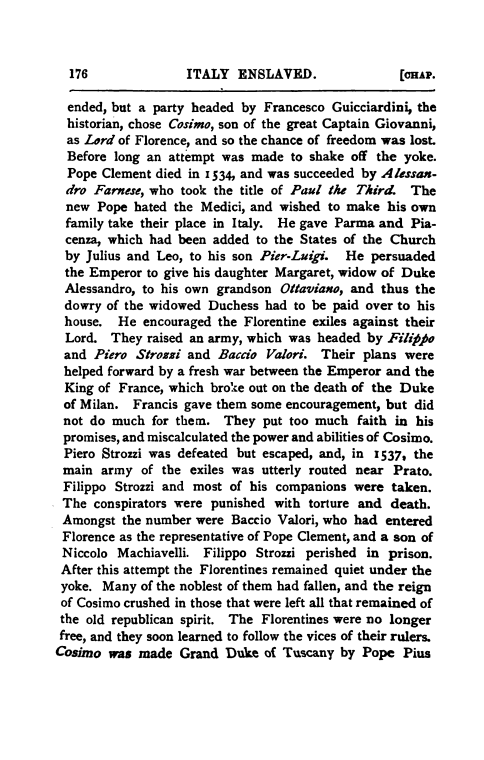 176 ITALY ENSLAVED. [CHAP.
ended, but a party headed by Francesco Guicciardini, the
historian, chose Cosimo, son of the great Captain Giovanni,
as Lord of Florence, and so the chance of freedom was lost.
Before long an attempt was made to shake off the yoke.
Pope Clement died in 1534, and was succeeded by Alessan-
dro Farnese, who took the title of Paul the Third. The
new Pope hated the Medici, and wished to make his own
family take their place in Italy. He gave Parma and Pia-
cenza, which had been added to the States of the Church
by Julius and Leo, to his son Pier-Luigi. He persuaded
the Emperor to give his daughter Margaret, widow of Duke
Alessandro, to his own grandson Ottaviano, and thus the
dowry of the widowed Duchess had to be paid over to his
house. He encouraged the Florentine exiles against their
Lord. They raised an army, which was headed by Filippo
and Piero Strozzi and Baccio Valori. Their plans were
helped forward by a fresh war between the Emperor and the
King of France, which broke out on the death of the Duke
of Milan. Francis gave them some encouragement, but did
not do much for them. They put too much faith in his
promises, and miscalculated the power and abilities of Cosimo.
Piero Strozzi was defeated but escaped, and, in 1537, the
main army of the exiles was utterly routed near Prato.
Filippo Strozzi and most of his companions were taken.
The conspirators were punished with torture and death.
Amongst the number were Baccio Valori, who had entered
Florence as the representative of Pope Clement, and a son of
Niccolo Machiavelli. Filippo Strozzi perished in prison.
After this attempt the Florentines remained quiet under the
yoke. Many of the noblest of them had fallen, and the reign
of Cosimo crushed in those that were left all that remained of
the old republican spirit. The Florentines were no longer
free, and they soon learned to follow the vices of their rulers.
Cosimo was made Grand Duke of Tuscany by Pope Pius